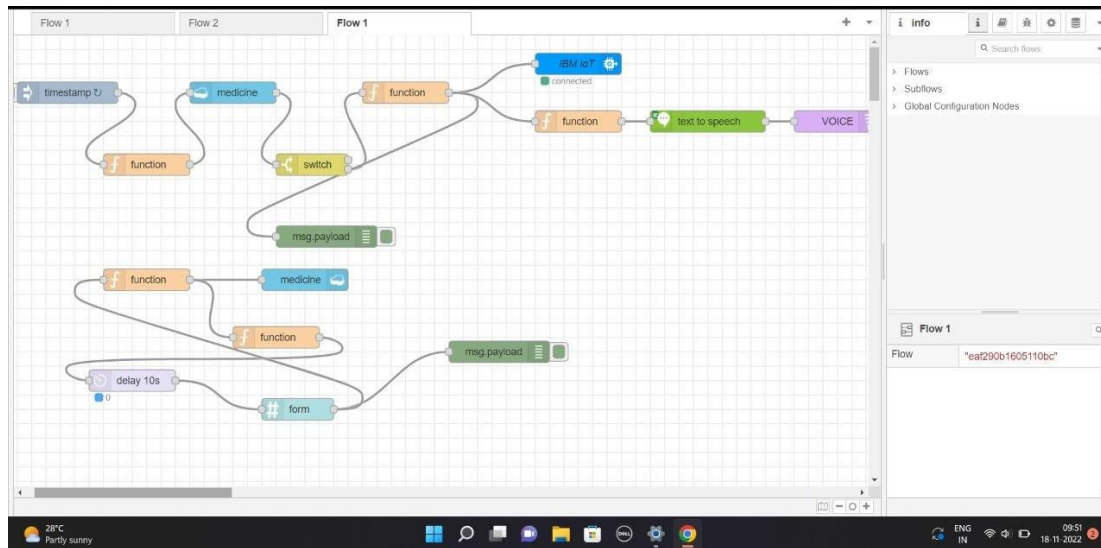 Flow 1
Flow 2
Flow 1
info
Search flows
Flows
Subflows
Global Configuration Nodes
IBM IoT
connected
timestamp ↻
medicine
function
function
text to speech
VOICE
function
switch
msg.payload
function
medicine
function
msg.payload
delay 10s
0
form
Flow 1
Flow
"eaf290b1605110bc"
28°C
Partly sunny
ENG
IN
09:51
18-11-2022
2